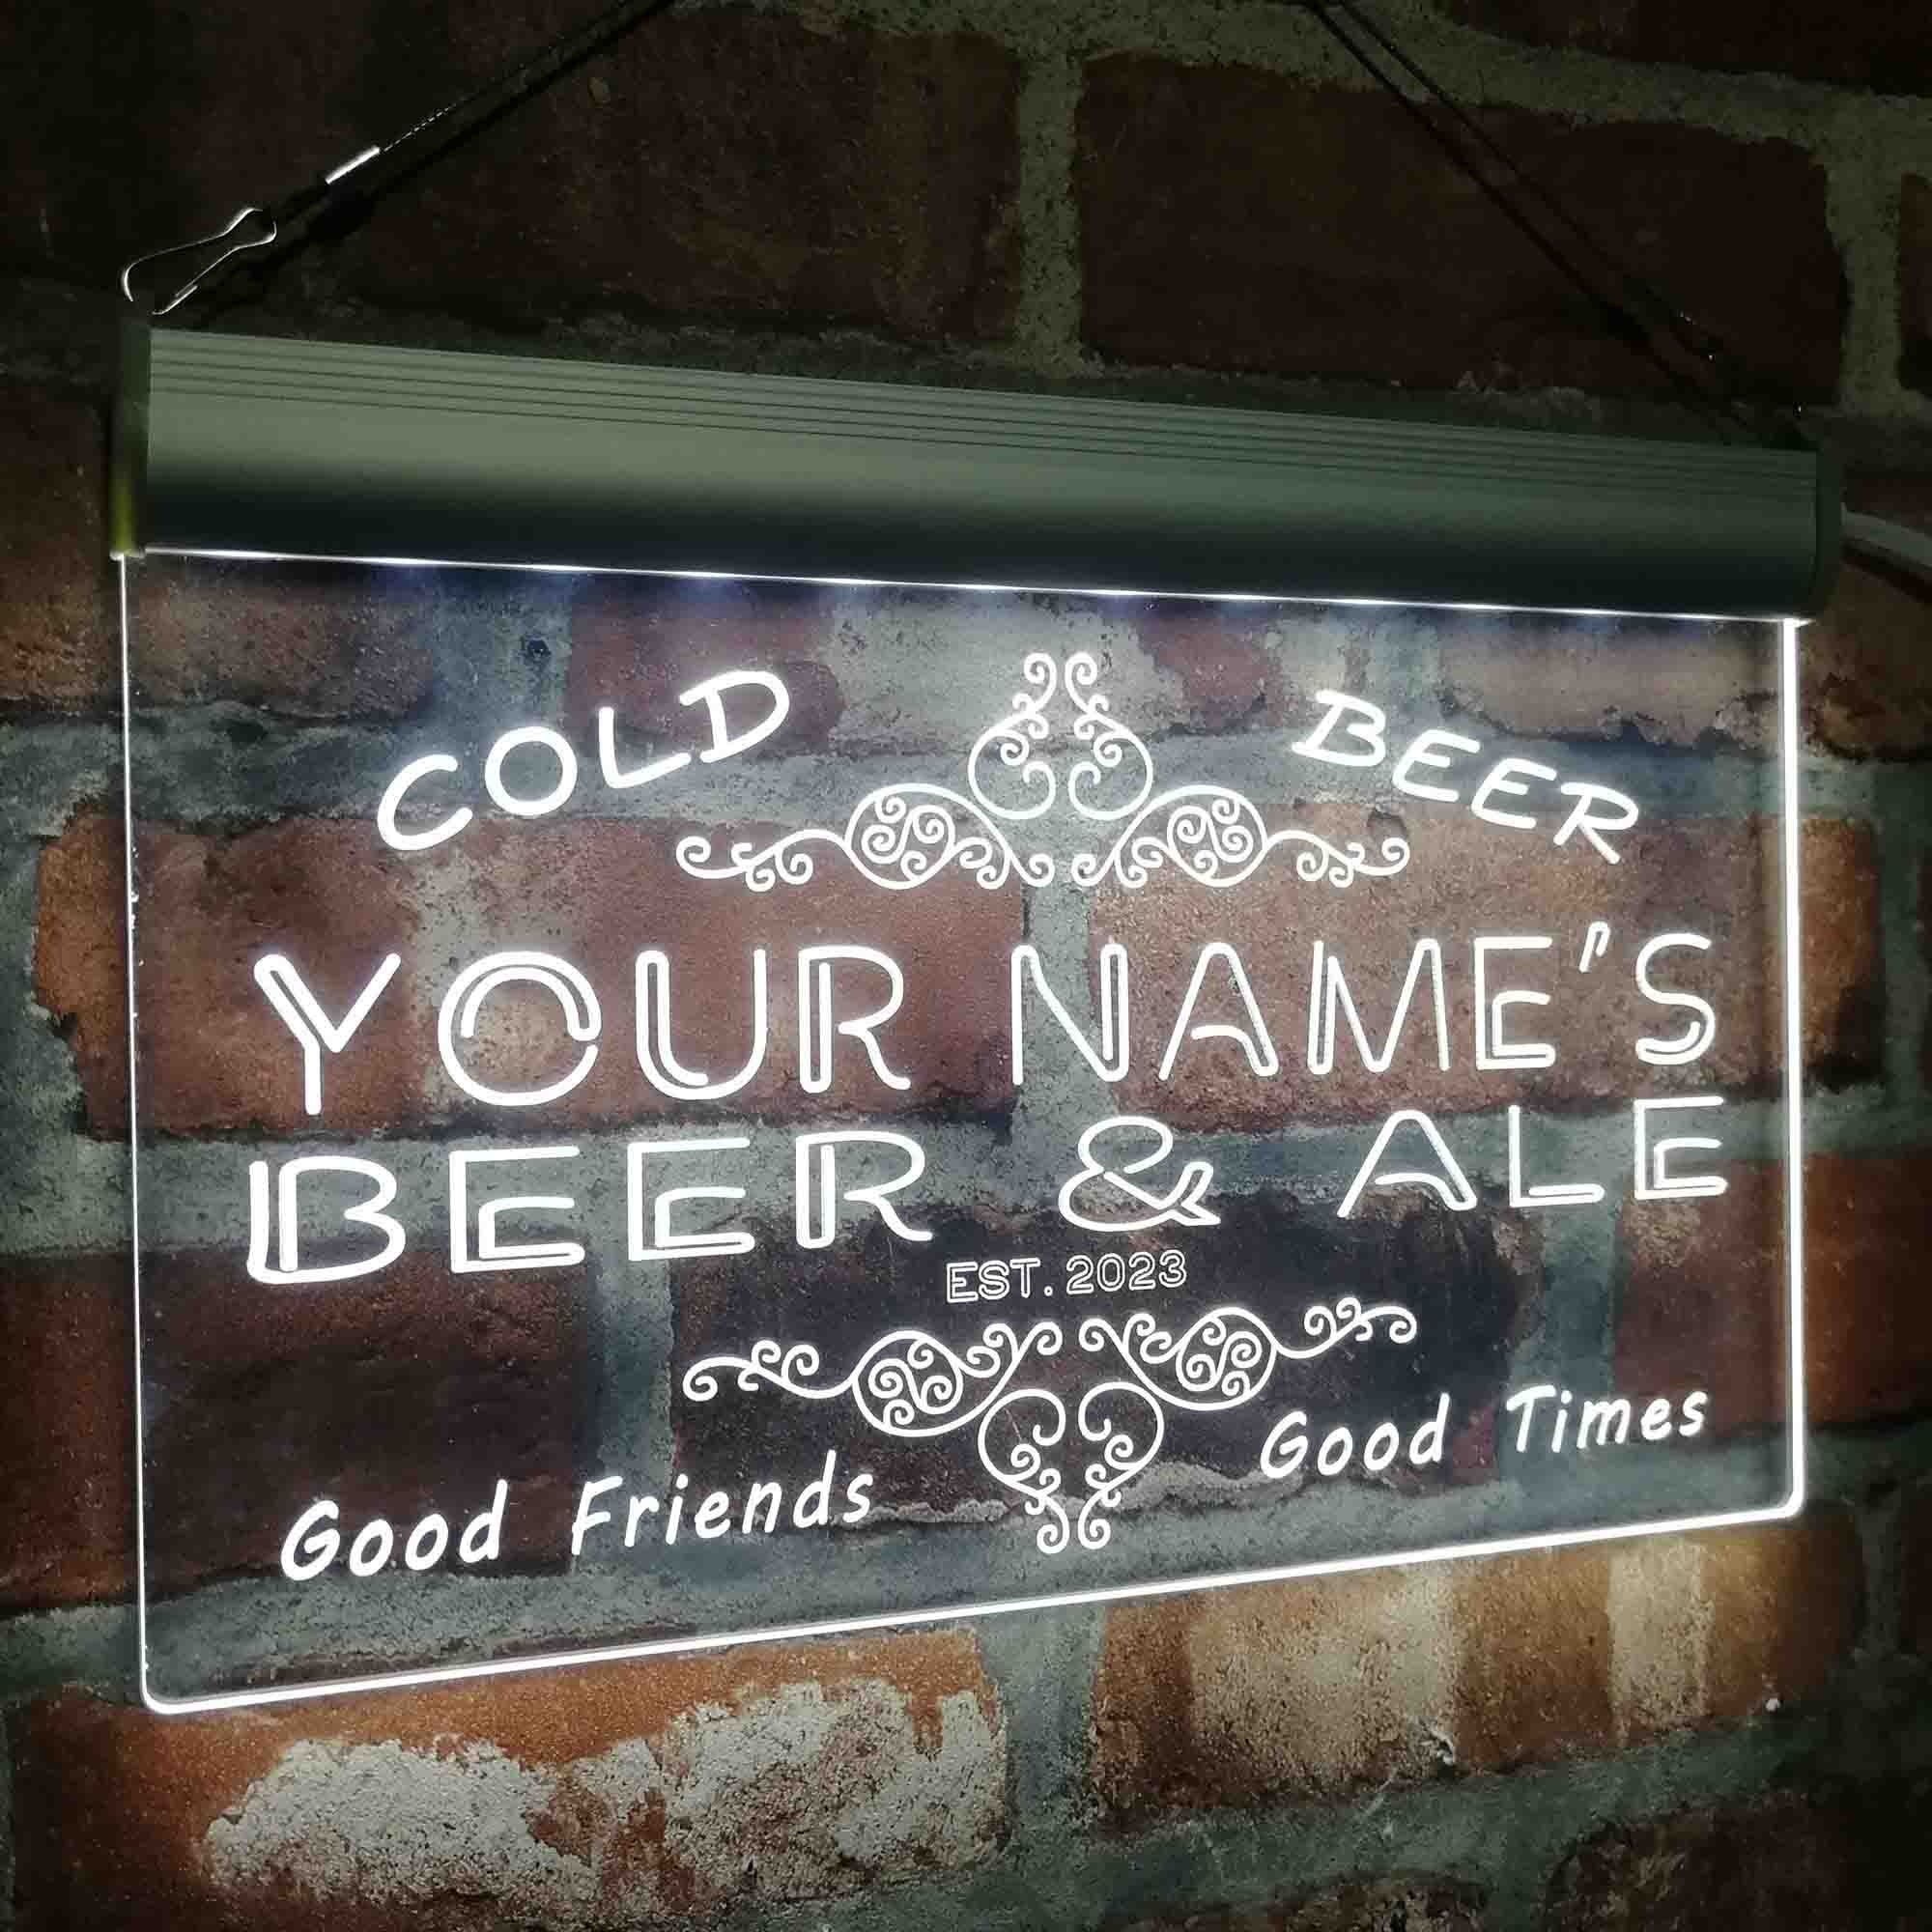 COLD BEER
YOUR NAME'S
BEER & ALE
EST. 2023
Good Friends Good Times